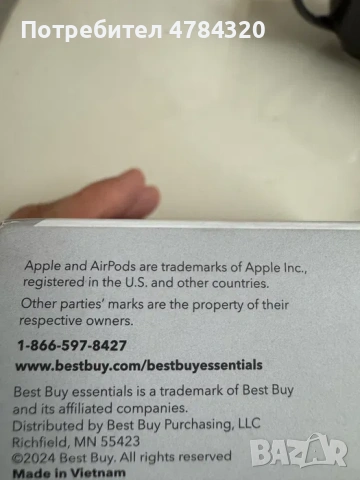 Потребител 4784320
Apple and AirPods are trademarks of Apple Inc.,
registered in the U.S. and other countries.
Other parties' marks are the property of their
respective owners.
1-866-597-8427
www.bestbuy.com/bestbuyessentials
Best Buy essentials is a trademark of Best Buy
and its affiliated companies.
Distributed by Best Buy Purchasing, LLC
Richfield, MN 55423
©2024 Best Buy. All rights reserved
Made in Vietnam
BAZAR